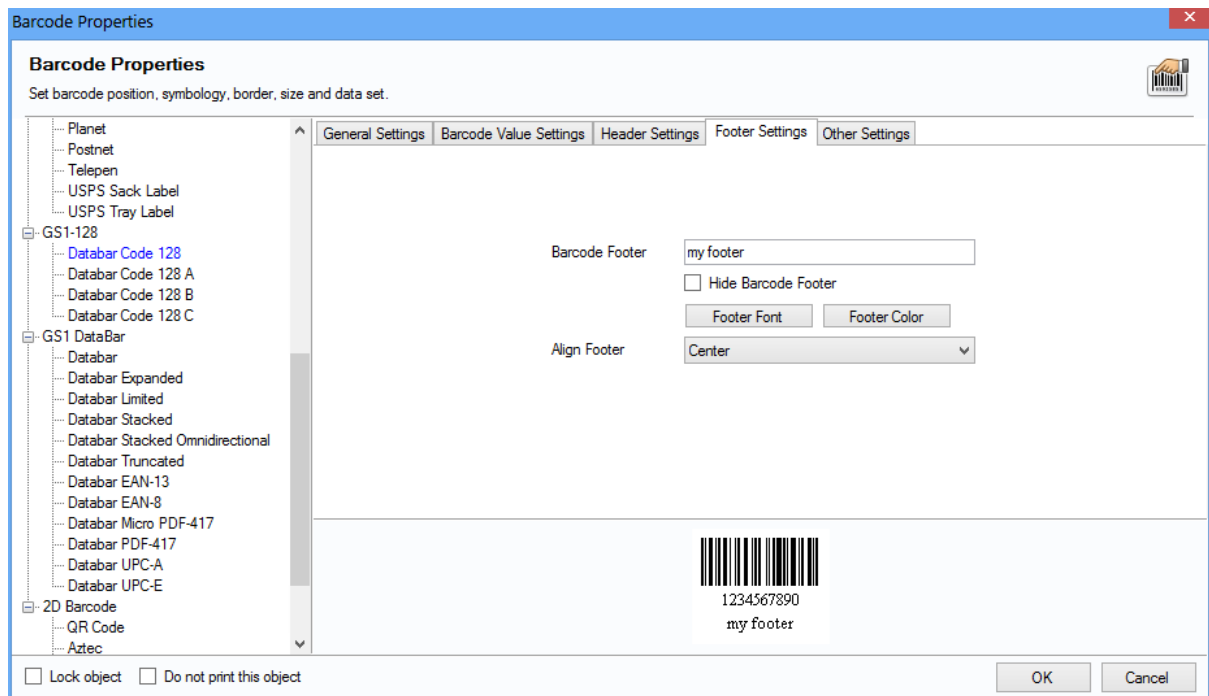 Barcode Properties
Barcode Properties
Set barcode position, symbology, border, size and data set.
Planet
Postnet
Telepen
USPS Sack Label
USPS Tray Label
GS1-128
Databar Code 128
Databar Code 128 A
Databar Code 128 B
Databar Code 128 C
GS1 DataBar
Databar
Databar Expanded
Databar Limited
Databar Stacked
Databar Stacked Omnidirectional
Databar Truncated
Databar EAN-13
Databar EAN-8
Databar Micro PDF-417
Databar PDF-417
Databar UPC-A
Databar UPC-E
2D Barcode
QR Code
Aztec
General Settings Barcode Value Settings Header Settings Footer Settings Other Settings
Barcode Footer my footer
Hide Barcode Footer
Footer Font Footer Color
Align Footer Center
1234567890
my footer
Lock object Do not print this object OK Cancel